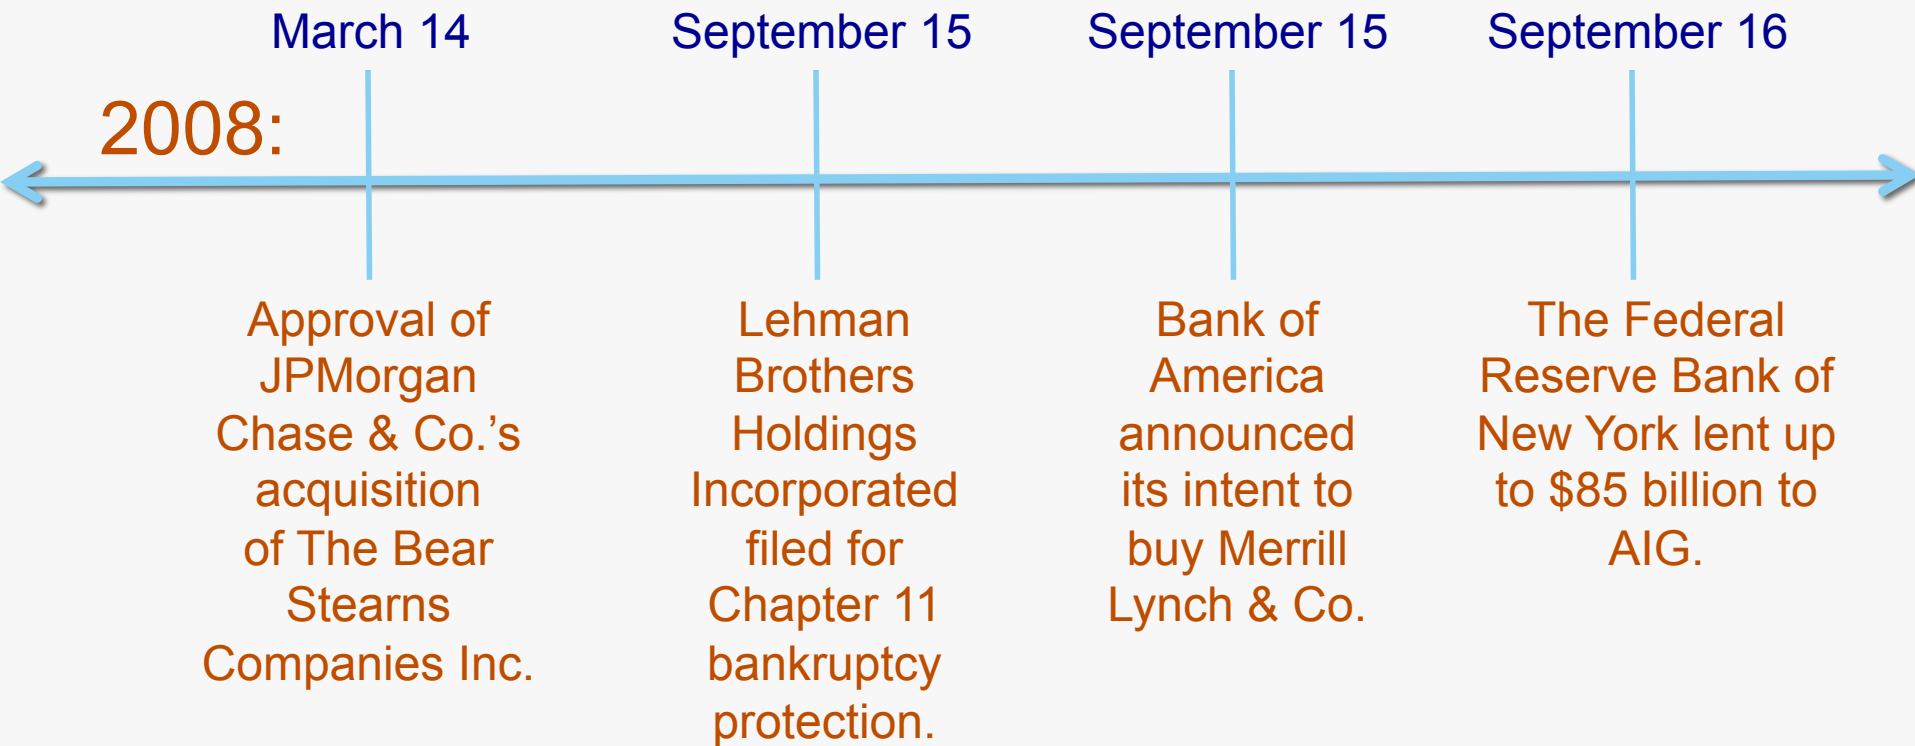 March 14
September 15
September 15
September 16
2008:
Approval of
JPMorgan
Chase & Co.’s
acquisition
of The Bear
Stearns
Companies Inc.
Lehman
Brothers
Holdings
Incorporated
filed for
Chapter 11
bankruptcy
protection.
Bank of
America
announced
its intent to
buy Merrill
Lynch & Co.
The Federal
Reserve Bank of
New York lent up
to $85 billion to
AIG.